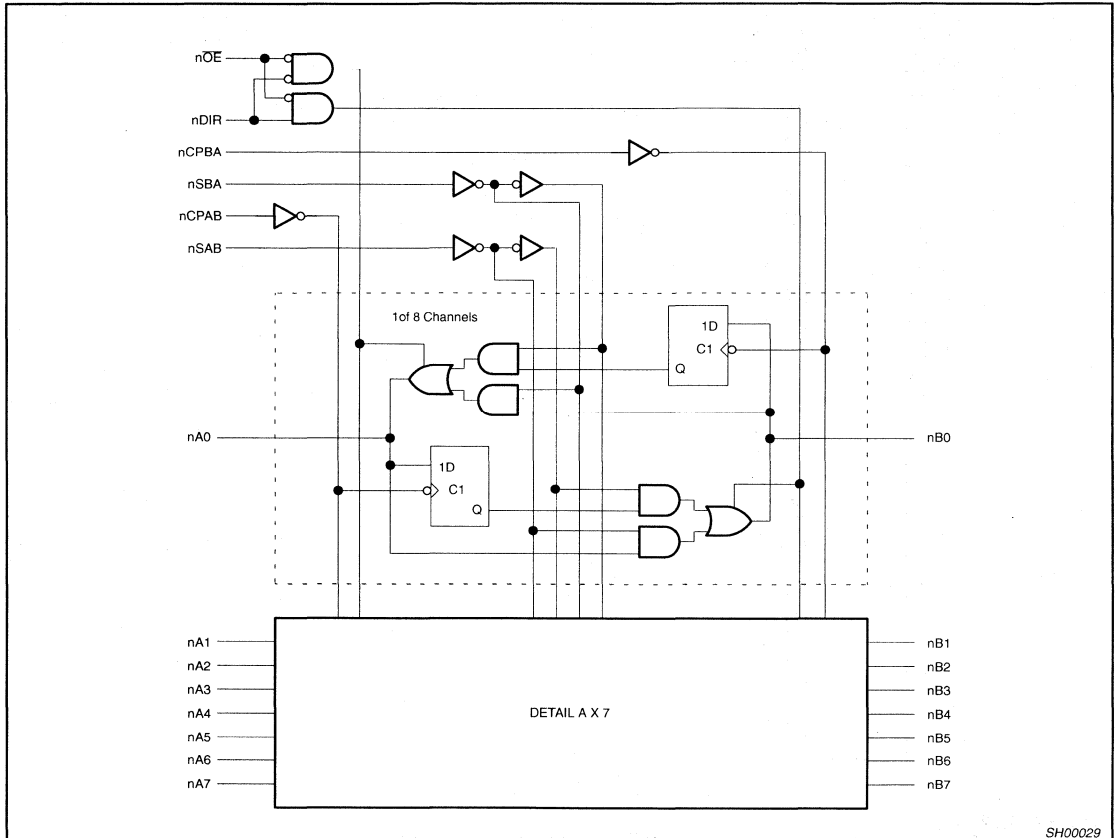 nO̅E̅
nDIR
nCPBA
nSBA
nCPAB
nSAB
1of 8 Channels
1D
C1
Q
nA0
nB0
1D
C1
Q
nA1
nB1
nA2
nB2
nA3
nB3
DETAIL A X 7
nA4
nB4
nA5
nB5
nA6
nB6
nA7
nB7
SH00029